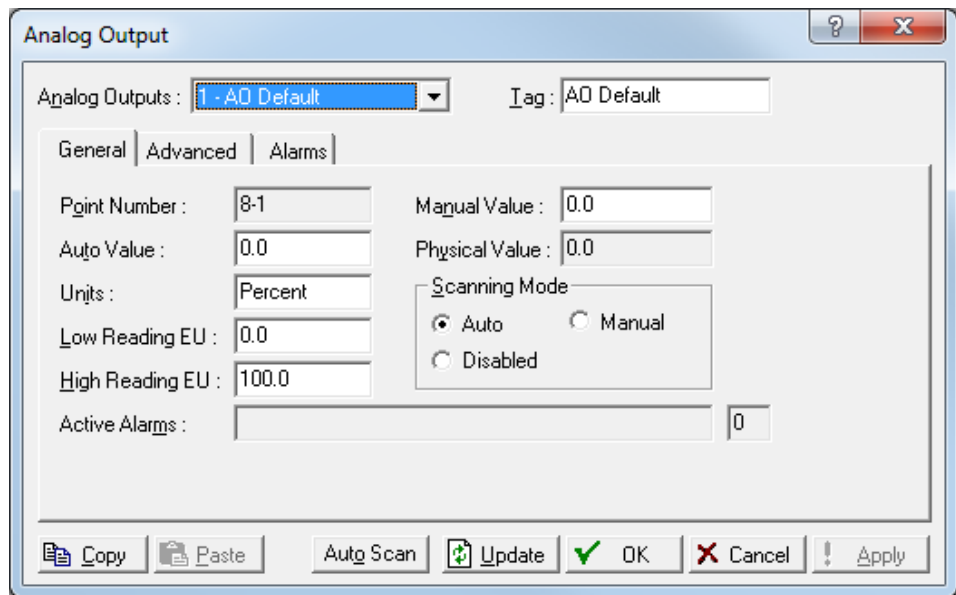 Analog Output
Analog Outputs : 1 - AO Default Tag : AO Default
General Advanced Alarms
Point Number : 8-1 Manual Value : 0.0
Auto Value : 0.0 Physical Value : 0.0
Units : Percent Scanning Mode
Low Reading EU : 0.0 Auto Manual
High Reading EU : 100.0 Disabled
Active Alarms : 0
Copy Paste Auto Scan Update OK Cancel Apply